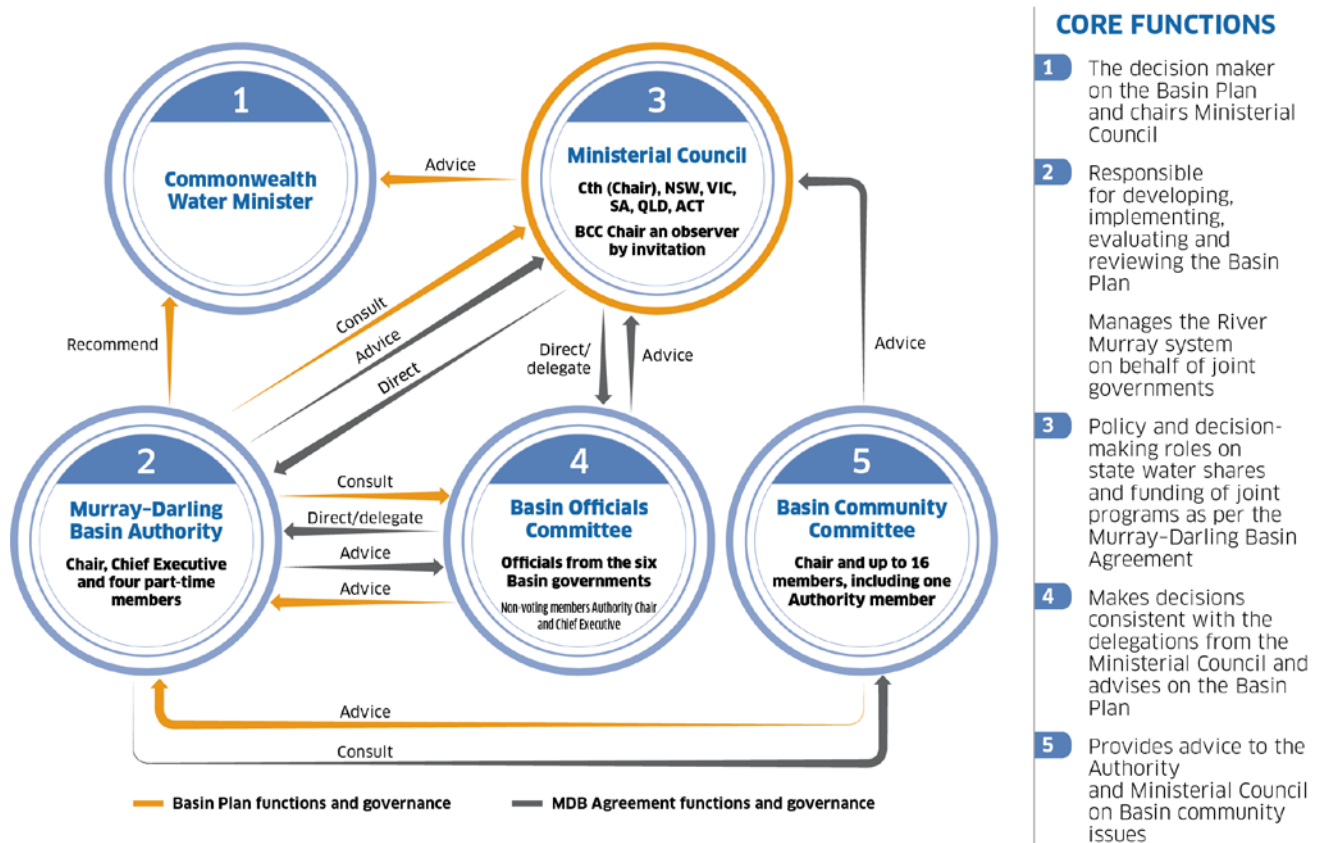 1
Commonwealth
Water Minister
Advice
3
Ministerial Council
Cth (Chair), NSW, VIC,
SA, QLD, ACT
BCC Chair an observer
by invitation
Recommend
Consult
Advice
Direct
Direct/
delegate
Advice
Advice
2
Murray–Darling
Basin Authority
Chair, Chief Executive
and four part-time
members
Consult
Direct/delegate
Advice
Advice
4
Basin Officials
Committee
Officials from the six
Basin governments
Non-voting members Authority Chair
and Chief Executive
5
Basin Community
Committee
Chair and up to 16
members, including one
Authority member
Advice
Consult
Basin Plan functions and governance
MDB Agreement functions and governance
CORE FUNCTIONS
1 The decision maker
on the Basin Plan
and chairs Ministerial
Council
2 Responsible
for developing,
implementing,
evaluating and
reviewing the Basin
Plan
Manages the River
Murray system
on behalf of joint
governments
3 Policy and decision-
making roles on
state water shares
and funding of joint
programs as per the
Murray–Darling Basin
Agreement
4 Makes decisions
consistent with the
delegations from the
Ministerial Council and
advises on the Basin
Plan
5 Provides advice to the
Authority
and Ministerial Council
on Basin community
issues